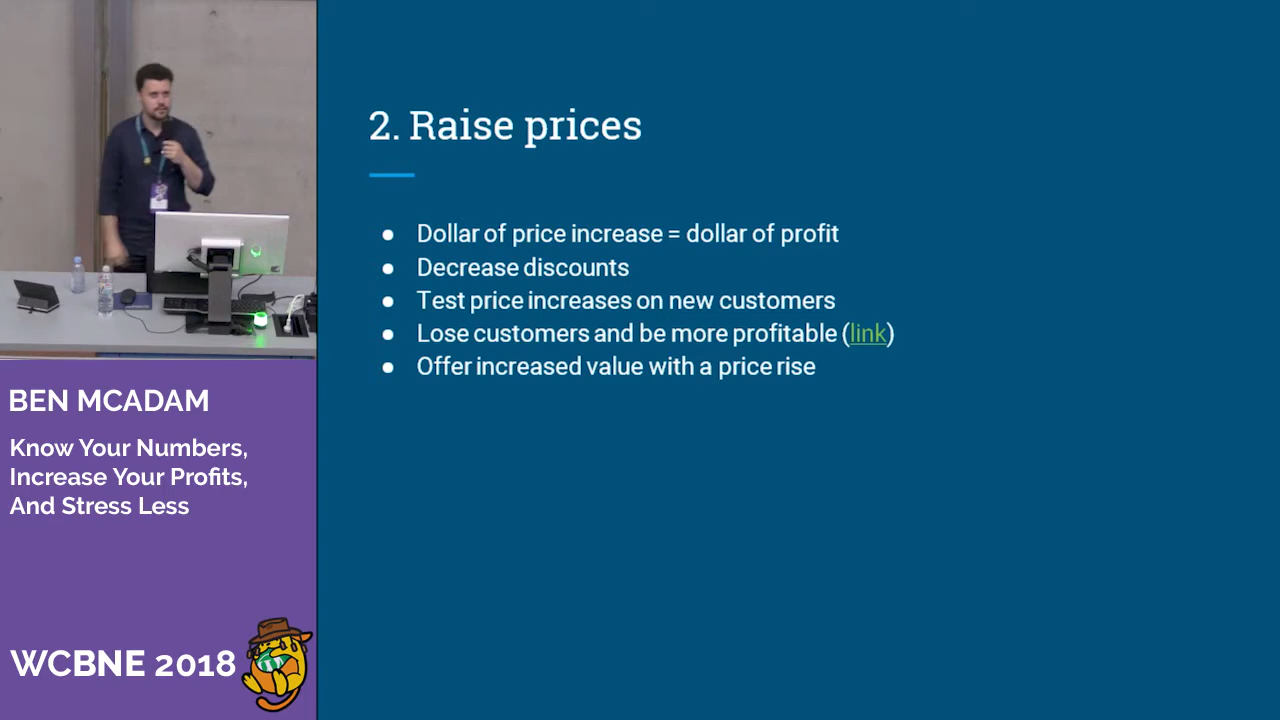 2. Raise prices
● Dollar of price increase = dollar of profit
● Decrease discounts
● Test price increases on new customers
● Lose customers and be more profitable (link)
● Offer increased value with a price rise
BEN MCADAM
Know Your Numbers,
Increase Your Profits,
And Stress Less
WCBNE 2018